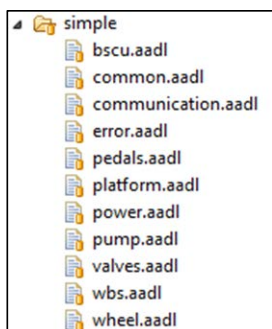 simple
bscu.aadl
common.aadl
communication.aadl
error.aadl
pedals.aadl
platform.aadl
power.aadl
pump.aadl
valves.aadl
wbs.aadl
wheel.aadl